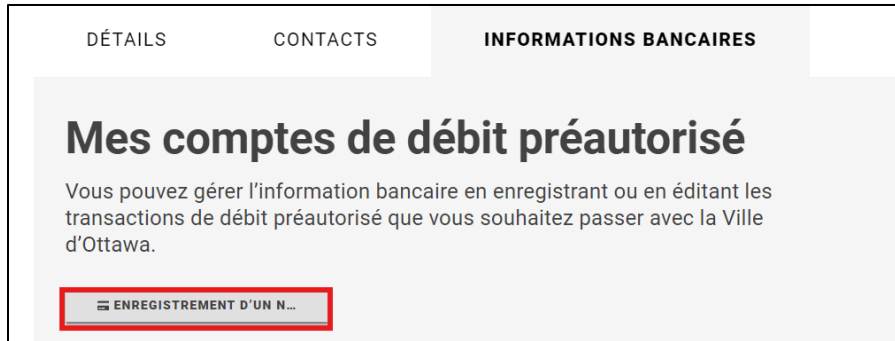 DÉTAILS CONTACTS INFORMATIONS BANCAIRES
Mes comptes de débit préautorisé
Vous pouvez gérer l’information bancaire en enregistrant ou en éditant les
transactions de débit préautorisé que vous souhaitez passer avec la Ville
d’Ottawa.
ENREGISTREMENT D’UN N...